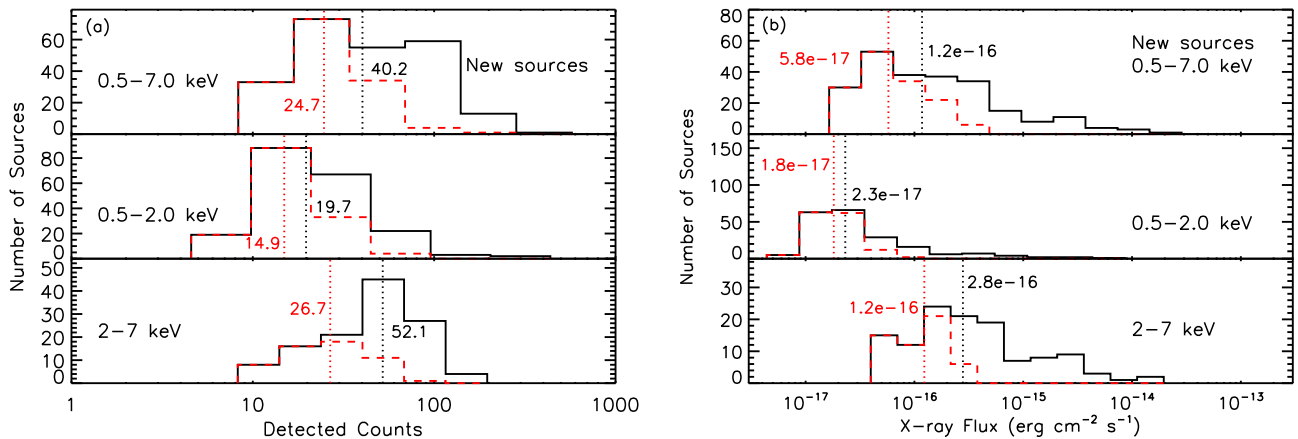 (a)
0.5−7.0 keV
New sources
40.2
24.7
60
40
20
0
0.5−2.0 keV
19.7
14.9
80
60
40
20
0
2−7 keV
26.7
52.1
50
40
30
20
10
0
Number of Sources
1
10
100
1000
Detected Counts
(b)
New sources
0.5−7.0 keV
5.8e−17
1.2e−16
80
60
40
20
0
1.8e−17
2.3e−17
0.5−2.0 keV
150
100
50
0
1.2e−16
2.8e−16
2−7 keV
30
20
10
0
Number of Sources
10⁻¹⁷
10⁻¹⁶
10⁻¹⁵
10⁻¹⁴
10⁻¹³
X−ray Flux (erg cm⁻² s⁻¹)